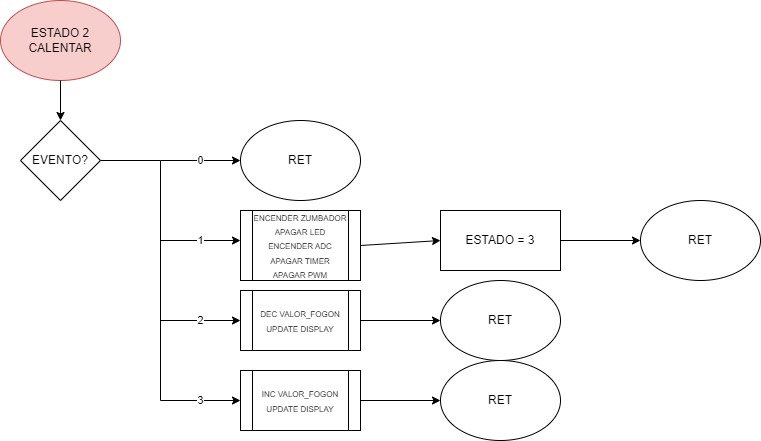 ESTADO 2
CALENTAR
EVENTO?
0
RET
1
ENCENDER ZUMBADOR
APAGAR LED
ENCENDER ADC
APAGAR TIMER
APAGAR PWM
ESTADO = 3
RET
2
DEC VALOR_FOGON
UPDATE DISPLAY
RET
3
INC VALOR_FOGON
UPDATE DISPLAY
RET